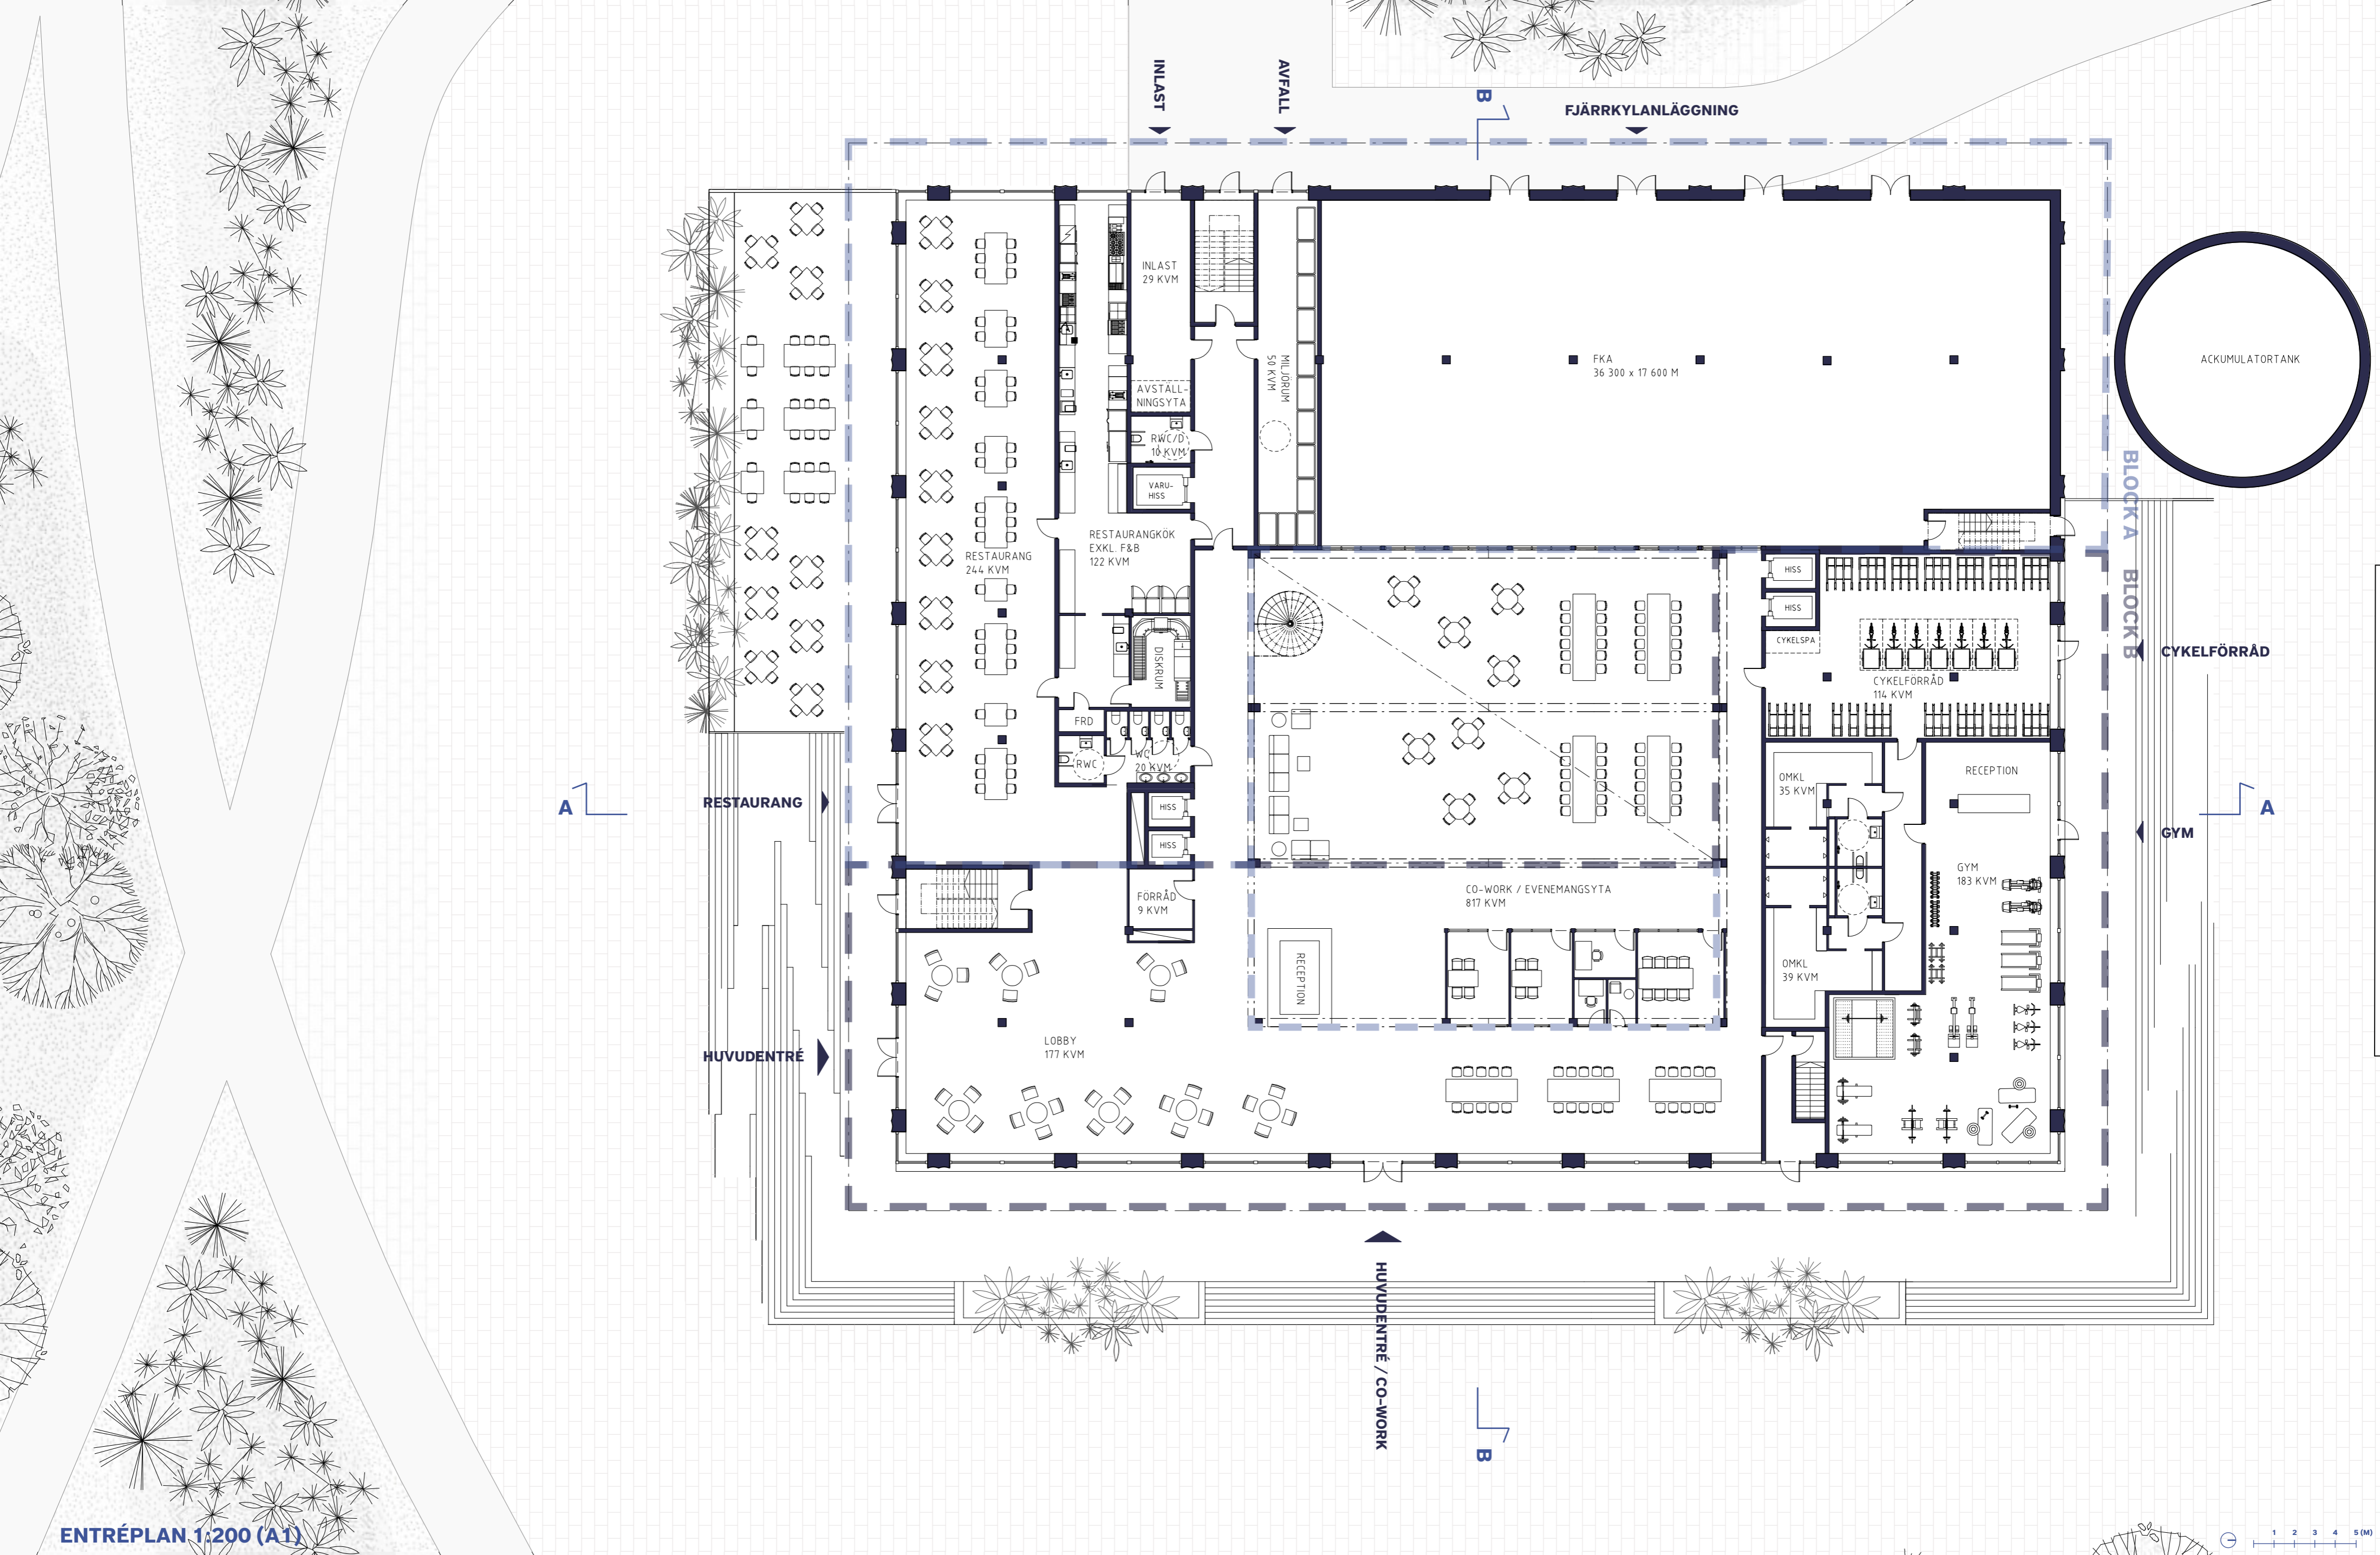 INLAST
AVFALL
B
FJÄRRKYLANLÄGGNING
INLAST
29 KVM
MILJÖRUM
50 KVM
FKA
36 300 x 17 600 M
ACKUMULATORTANK
AVSTÄLL-
NINGSYTA
RWC/D
10 KVM
VARU-
HISS
BLOCK A
BLOCK B
RESTAURANGKÖK
EXKL. F&B
122 KVM
RESTAURANG
244 KVM
HISS
HISS
CYKELSPA
CYKELFÖRRÅD
DISKRUM
CYKELFÖRRÅD
114 KVM
FRD
WC
20 KVM
RWC
RECEPTION
OMKL
35 KVM
A
RESTAURANG
HISS
HISS
A
GYM
GYM
183 KVM
CO-WORK / EVENEMANGSYTA
817 KVM
FÖRRÅD
9 KVM
RECEPTION
OMKL
39 KVM
LOBBY
177 KVM
HUVUDENTRÉ
HUVUDENTRÉ / CO-WORK
B
ENTRÉPLAN 1:200 (A1)
1 2 3 4 5 (M)